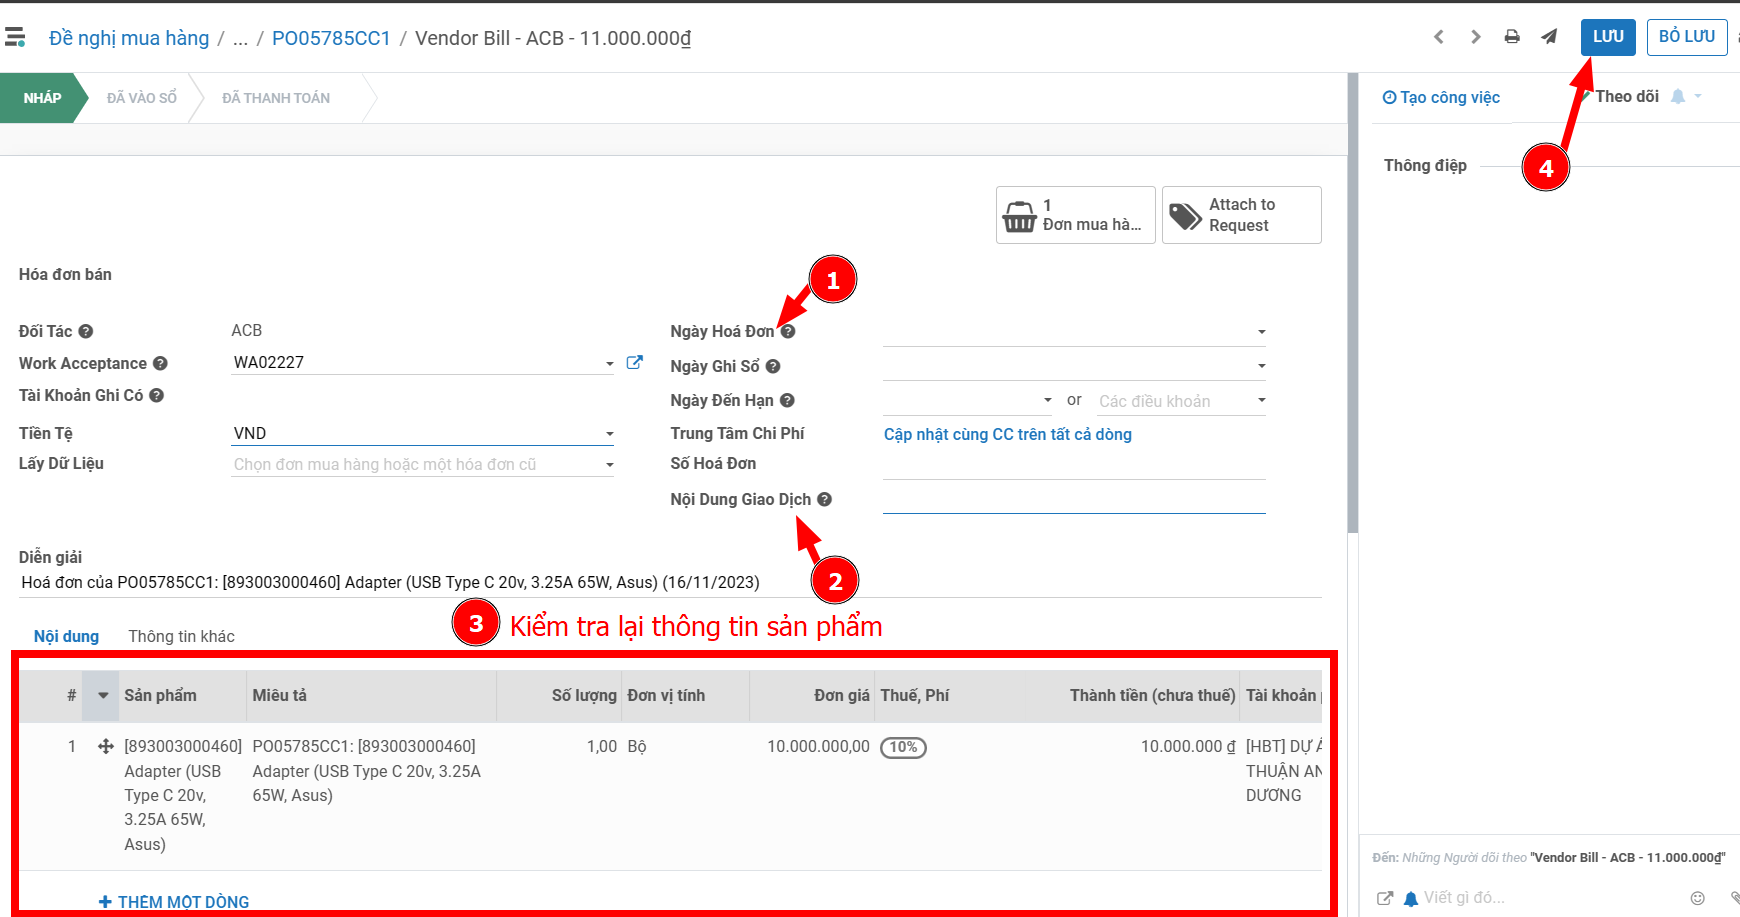 Đề nghị mua hàng / ... / PO05785CC1 / Vendor Bill - ACB - 11.000.000₫
LƯU
BỎ LƯU
NHÁP
ĐÃ VÀO SỔ
ĐÃ THANH TOÁN
Tạo công việc
Theo dõi
Thông điệp
4
1
Đơn mua hà...
Attach to
Request
Hóa đơn bán
1
Đối Tác
ACB
Work Acceptance
WA02227
Tài Khoản Ghi Có
Tiền Tệ
VND
Lấy Dữ Liệu
Chọn đơn mua hàng hoặc một hóa đơn cũ
Ngày Hoá Đơn
Ngày Ghi Sổ
Ngày Đến Hạn
or
Các điều khoản
Trung Tâm Chi Phí
Cập nhật cùng CC trên tất cả dòng
Số Hoá Đơn
Nội Dung Giao Dịch
2
Diễn giải
Hoá đơn của PO05785CC1: [893003000460] Adapter (USB Type C 20v, 3.25A 65W, Asus) (16/11/2023)
3
Kiểm tra lại thông tin sản phẩm
Nội dung
Thông tin khác
# Sản phẩm Miêu tả Số lượng Đơn vị tính Đơn giá Thuế, Phí Thành tiền (chưa thuế) Tài khoản
1 [893003000460] PO05785CC1: [893003000460] 1,00 Bộ 10.000.000,00 10% 10.000.000 ₫ [HBT] DỰ Á
Adapter (USB Adapter (USB Type C 20v, 3.25A THUẬN AN
Type C 20v, 65W, Asus) DƯƠNG
3.25A 65W,
Asus)
THÊM MỘT DÒNG
Đến: Những Người dõi theo "Vendor Bill - ACB - 11.000.000₫"
Viết gì đó...